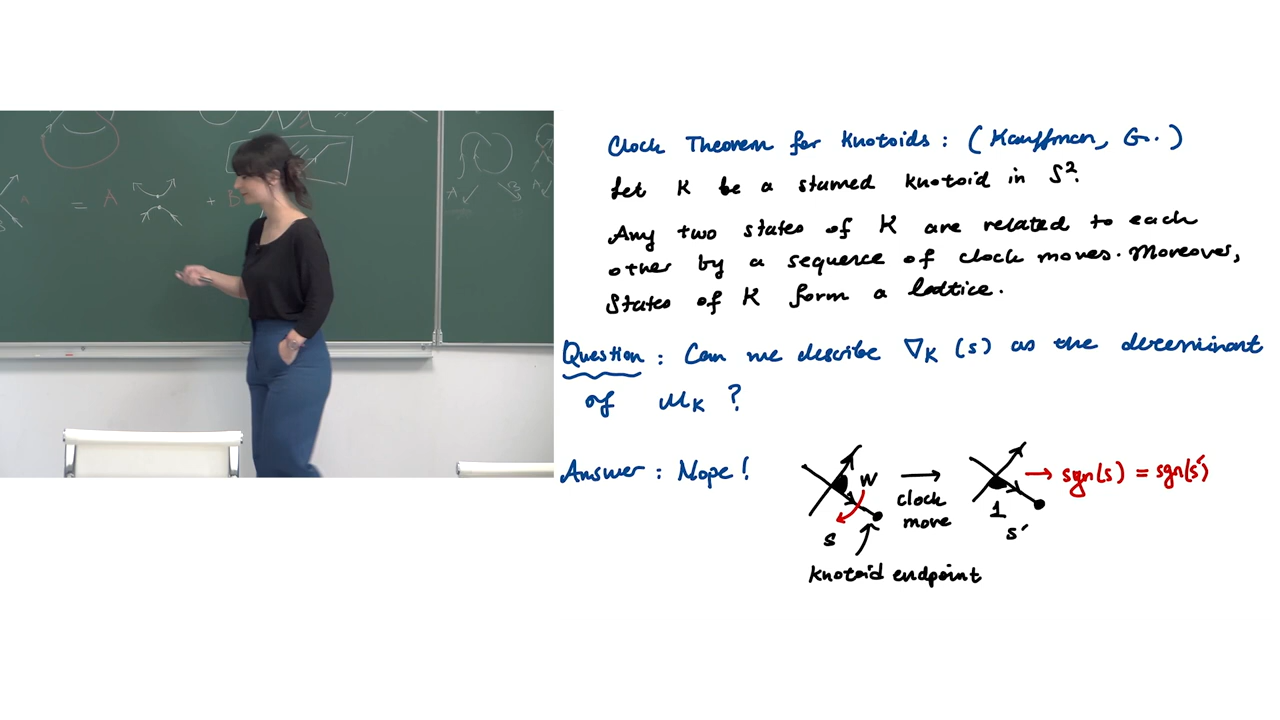 = A + B
A B A
Clock Theorem for Knotoids : (Kauffman, G.)
Let K be a starred knotoid in S².
Any two states of K are related to each
other by a sequence of clock moves. Moreover,
States of K form a lattice.
Question : Can we describe ∇K (s) as the determinant
of MK ?
Answer : Nope!
W → clock move → sgn(s) = sgn(s')
s 1 s'
knotoid endpoint